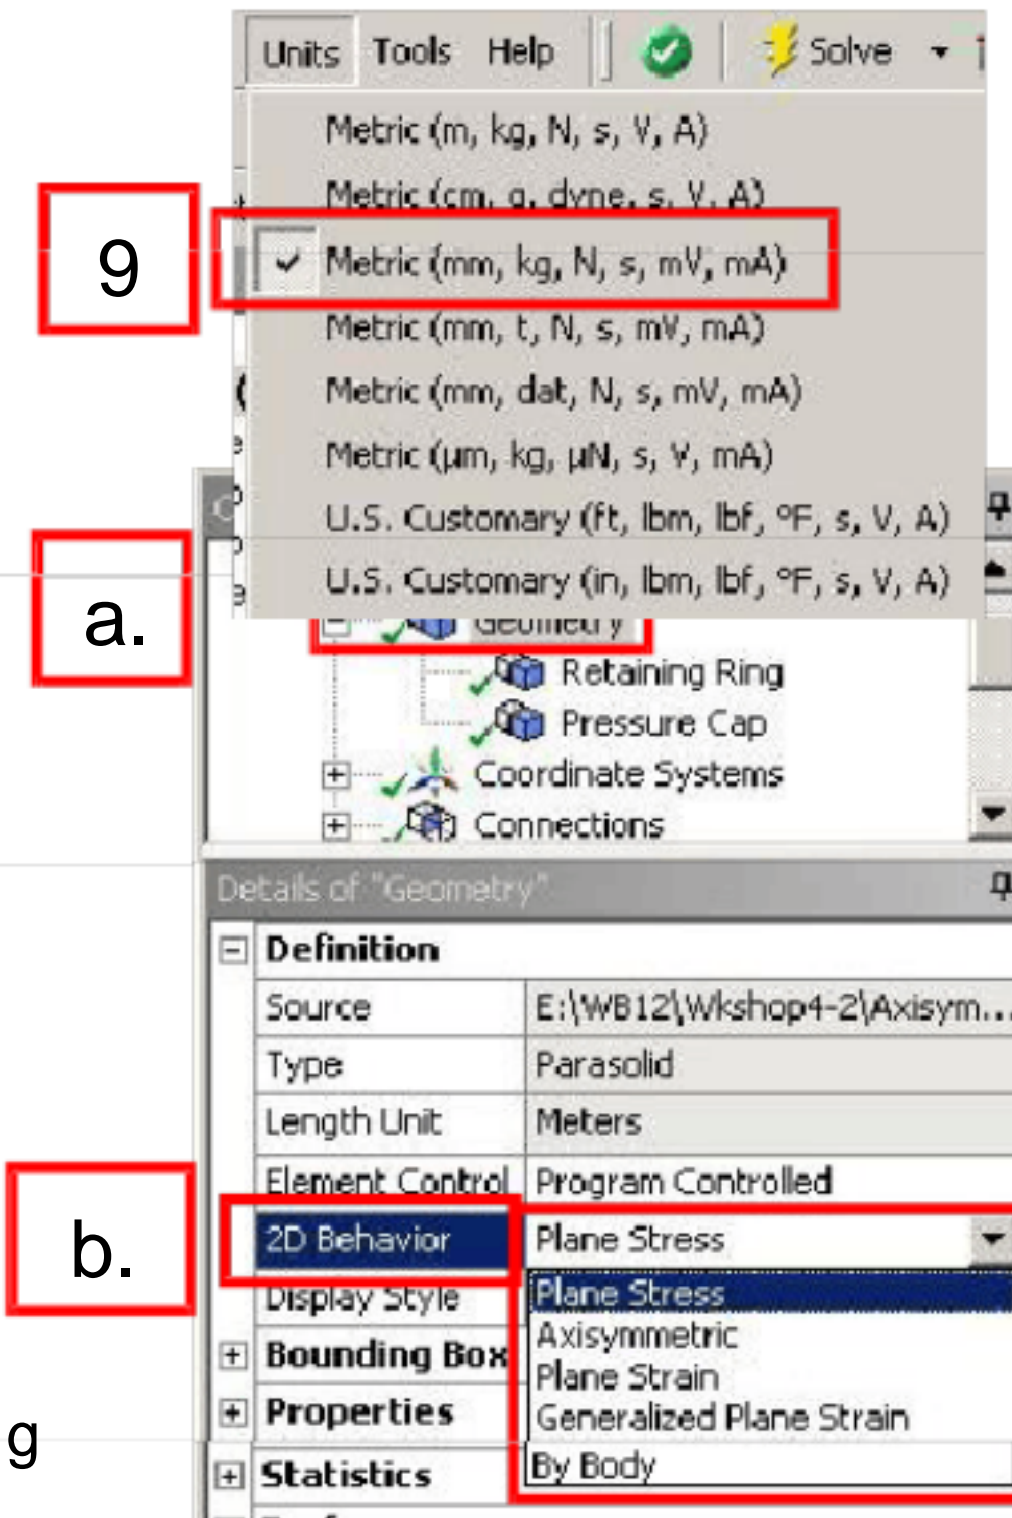 Units Tools Help Solve
Metric (m, kg, N, s, V, A)
Metric (cm, g, dyne, s, V, A)
9
Metric (mm, kg, N, s, mV, mA)
Metric (mm, t, N, s, mV, mA)
Metric (mm, dat, N, s, mV, mA)
Metric (µm, kg, µN, s, V, mA)
U.S. Customary (ft, lbm, lbf, °F, s, V, A)
U.S. Customary (in, lbm, lbf, °F, s, V, A)
a.
Geometry
Retaining Ring
Pressure Cap
Coordinate Systems
Connections
Details of "Geometry"
Definition
Source E:\WB12\Wkshop4-2\Axisym...
Type Parasolid
Length Unit Meters
Element Control Program Controlled
b.
2D Behavior Plane Stress
Display Style Plane Stress
Axisymmetric
Bounding Box
Plane Strain
Properties Generalized Plane Strain
g
By Body
Statistics